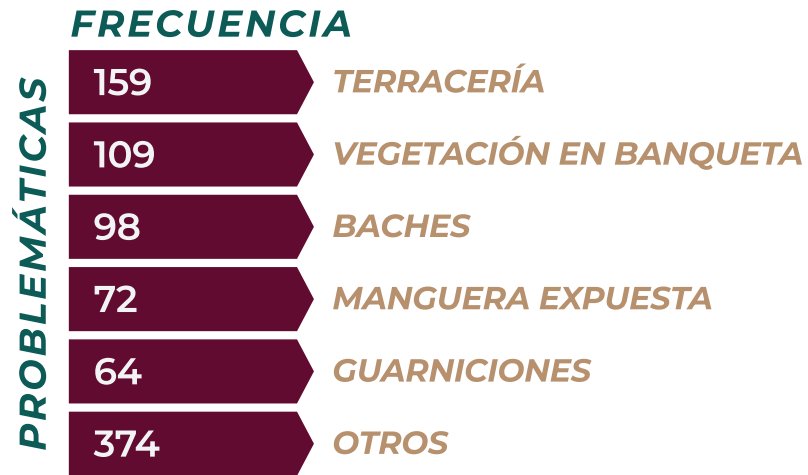 FRECUENCIA
PROBLEMÁTICAS
159 TERRACERÍA
109 VEGETACIÓN EN BANQUETA
98 BACHES
72 MANGUERA EXPUESTA
64 GUARNICIONES
374 OTROS